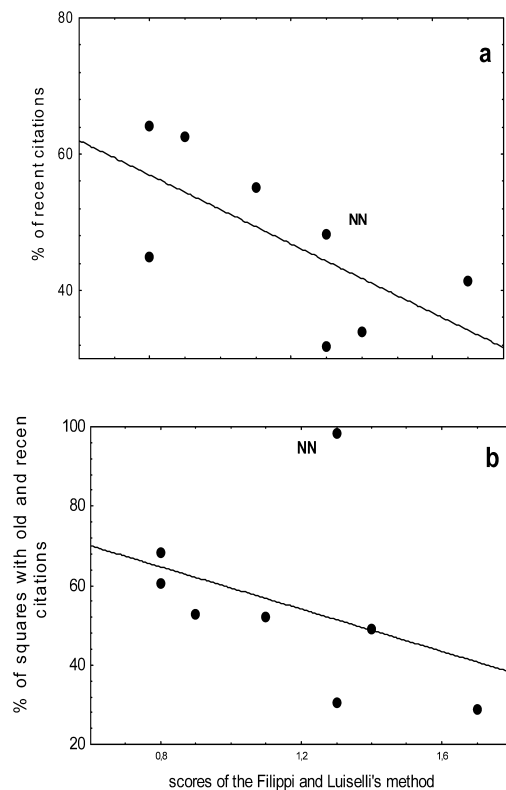 80
a
60
40
% of recent citations
NN
100
b
80
60
40
20
% of squares with old and recen
citations
NN
0,8
1,2
1,6
scores of the Filippi and Luiselli's method